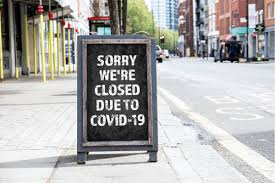 SORRY
WE'RE
CLOSED
DUE TO
COVID-19